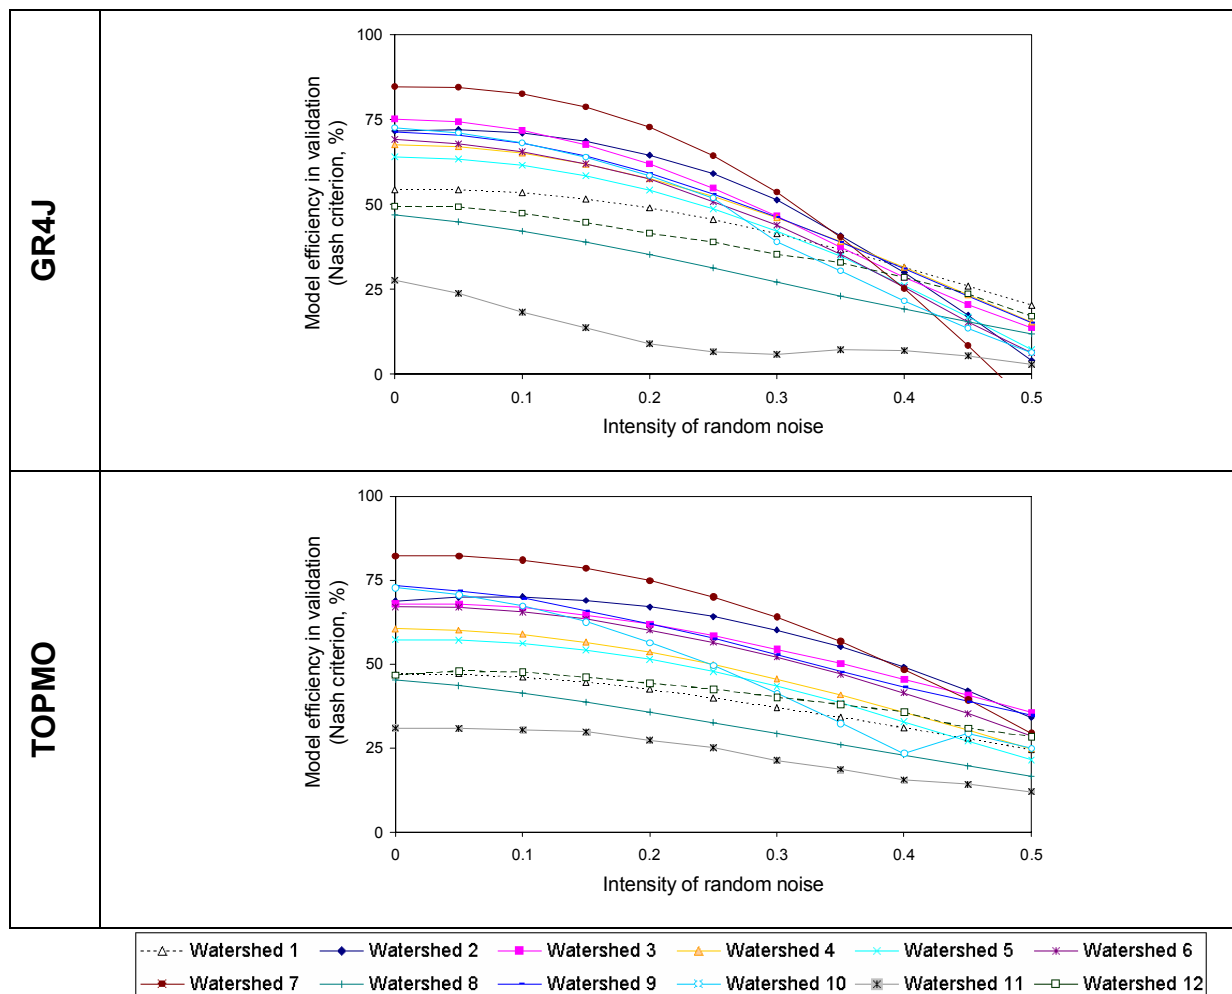 GR4J
Model efficiency in validation
(Nash criterion, %)
100
75
50
25
0
0 0.1 0.2 0.3 0.4 0.5
Intensity of random noise
TOPMO
Model efficiency in validation
(Nash criterion, %)
100
75
50
25
0
0 0.1 0.2 0.3 0.4 0.5
Intensity of random noise
Watershed 1 Watershed 2 Watershed 3 Watershed 4 Watershed 5 Watershed 6
Watershed 7 Watershed 8 Watershed 9 Watershed 10 Watershed 11 Watershed 12